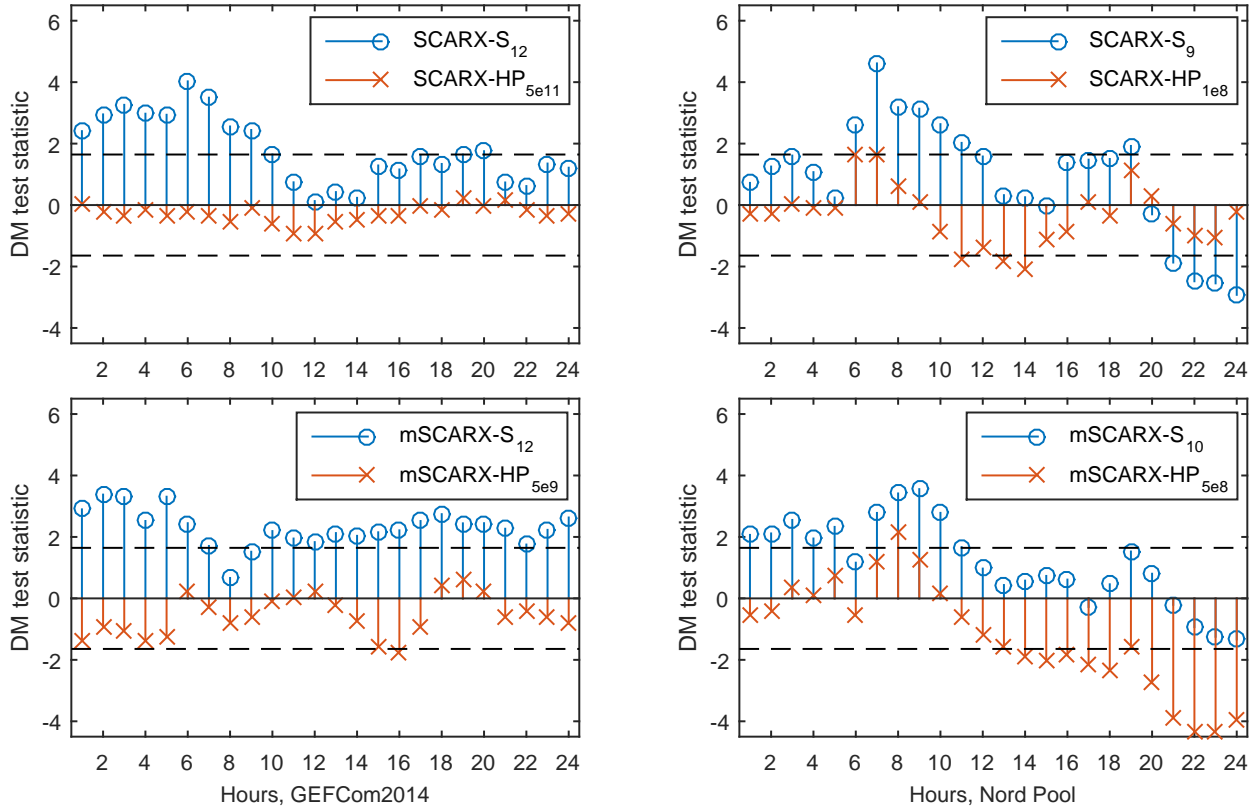 6
4
2
0
-2
-4
DM test statistic
SCARX-S12
SCARX-HP5e11
2 4 6 8 10 12 14 16 18 20 22 24
6
4
2
0
-2
-4
DM test statistic
SCARX-S9
SCARX-HP1e8
2 4 6 8 10 12 14 16 18 20 22 24
6
4
2
0
-2
-4
DM test statistic
mSCARX-S12
mSCARX-HP5e9
2 4 6 8 10 12 14 16 18 20 22 24
Hours, GEFCom2014
6
4
2
0
-2
-4
DM test statistic
mSCARX-S10
mSCARX-HP5e8
2 4 6 8 10 12 14 16 18 20 22 24
Hours, Nord Pool